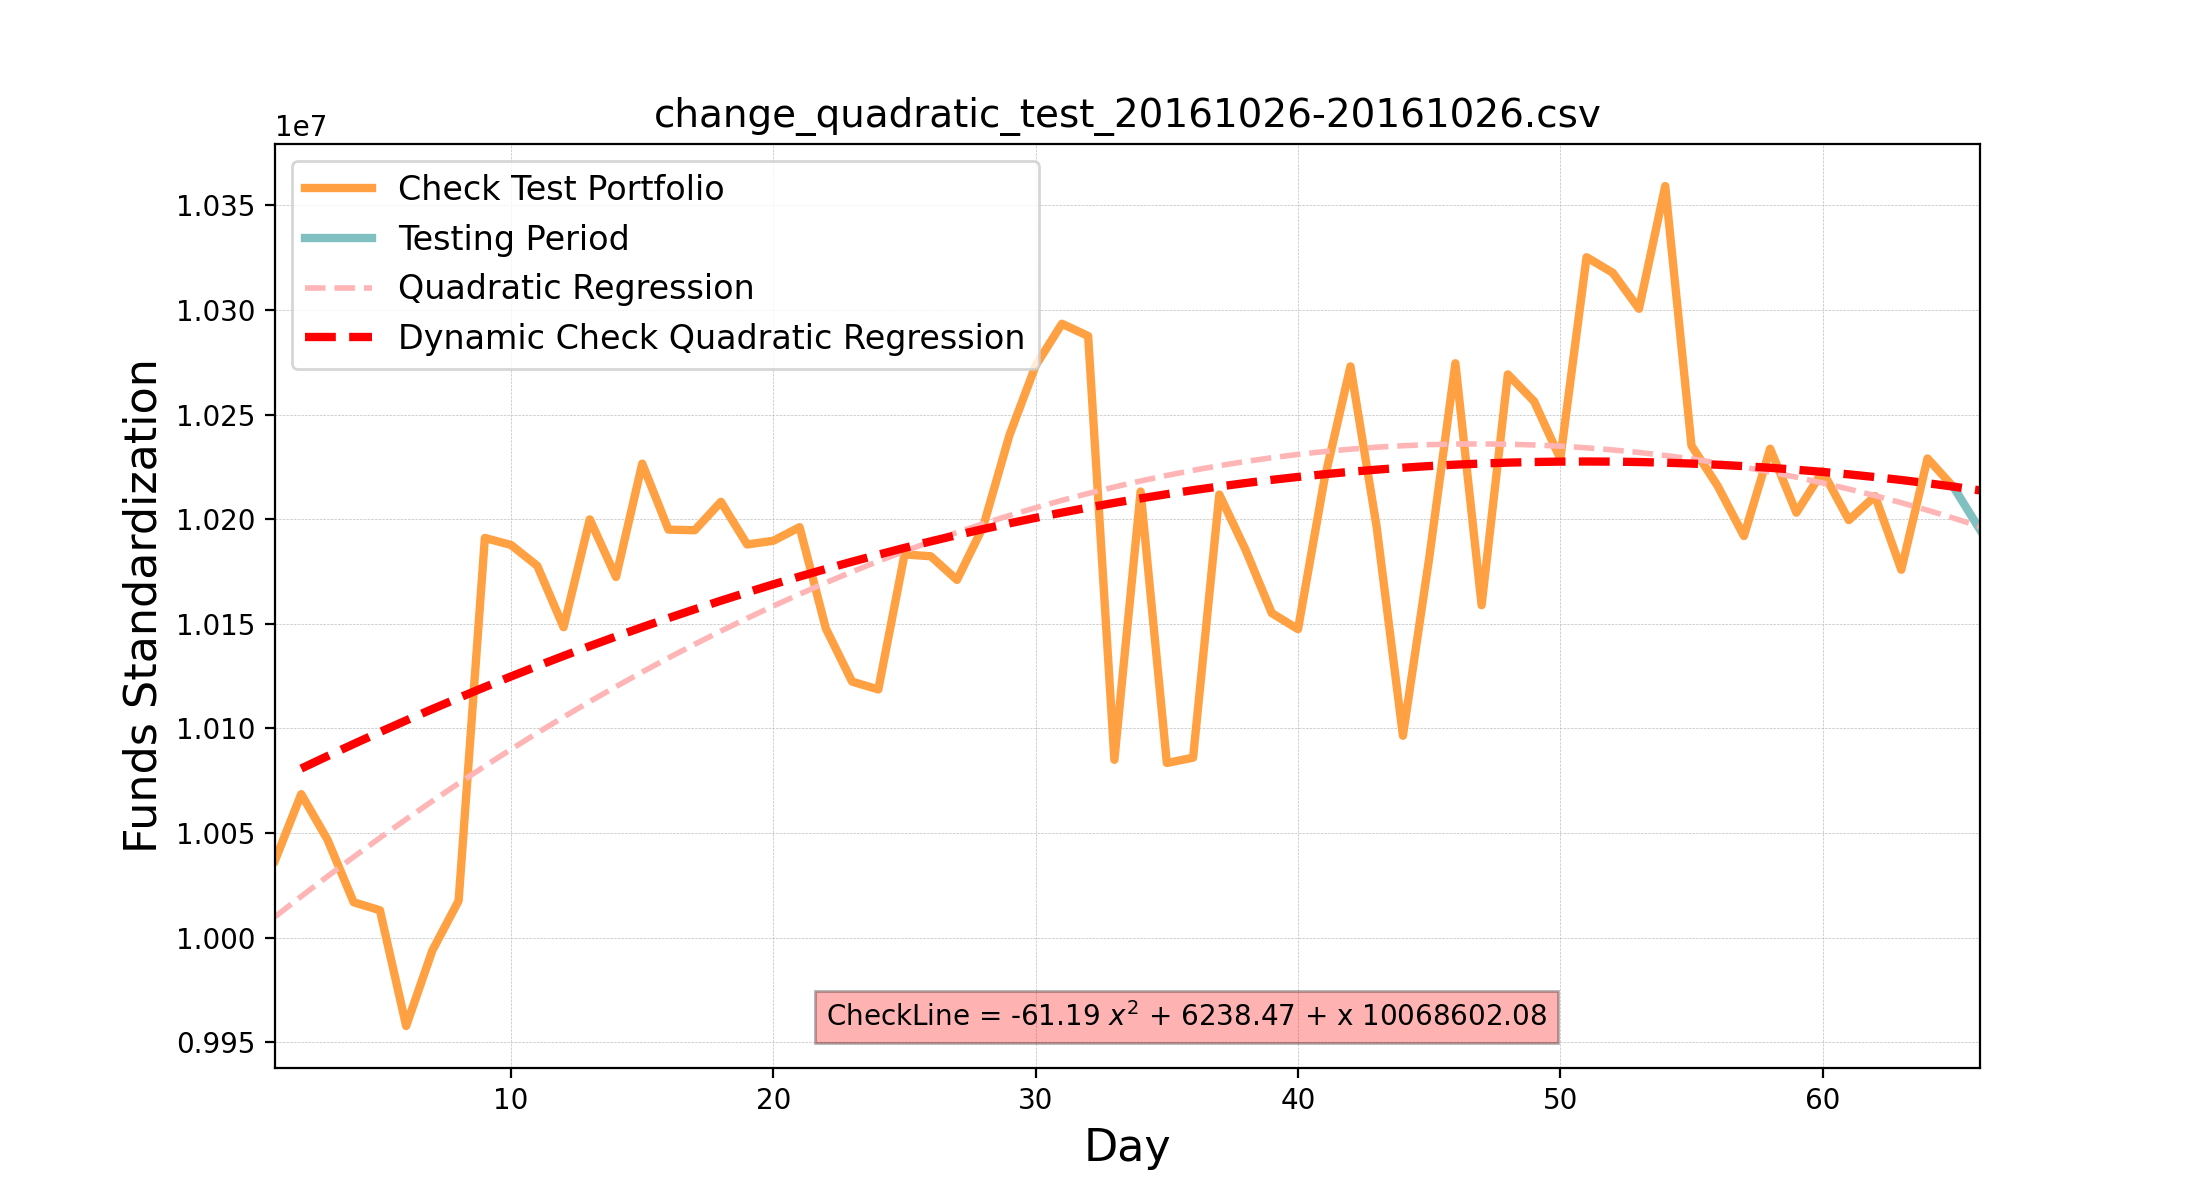 change_quadratic_test_20161026-20161026.csv
1e7
Check Test Portfolio
Testing Period
Quadratic Regression
Dynamic Check Quadratic Regression
1.035
1.030
1.025
1.020
1.015
1.010
1.005
1.000
0.995
Funds Standardization
CheckLine = -61.19 x² + 6238.47 + x 10068602.08
10 20 30 40 50 60
Day